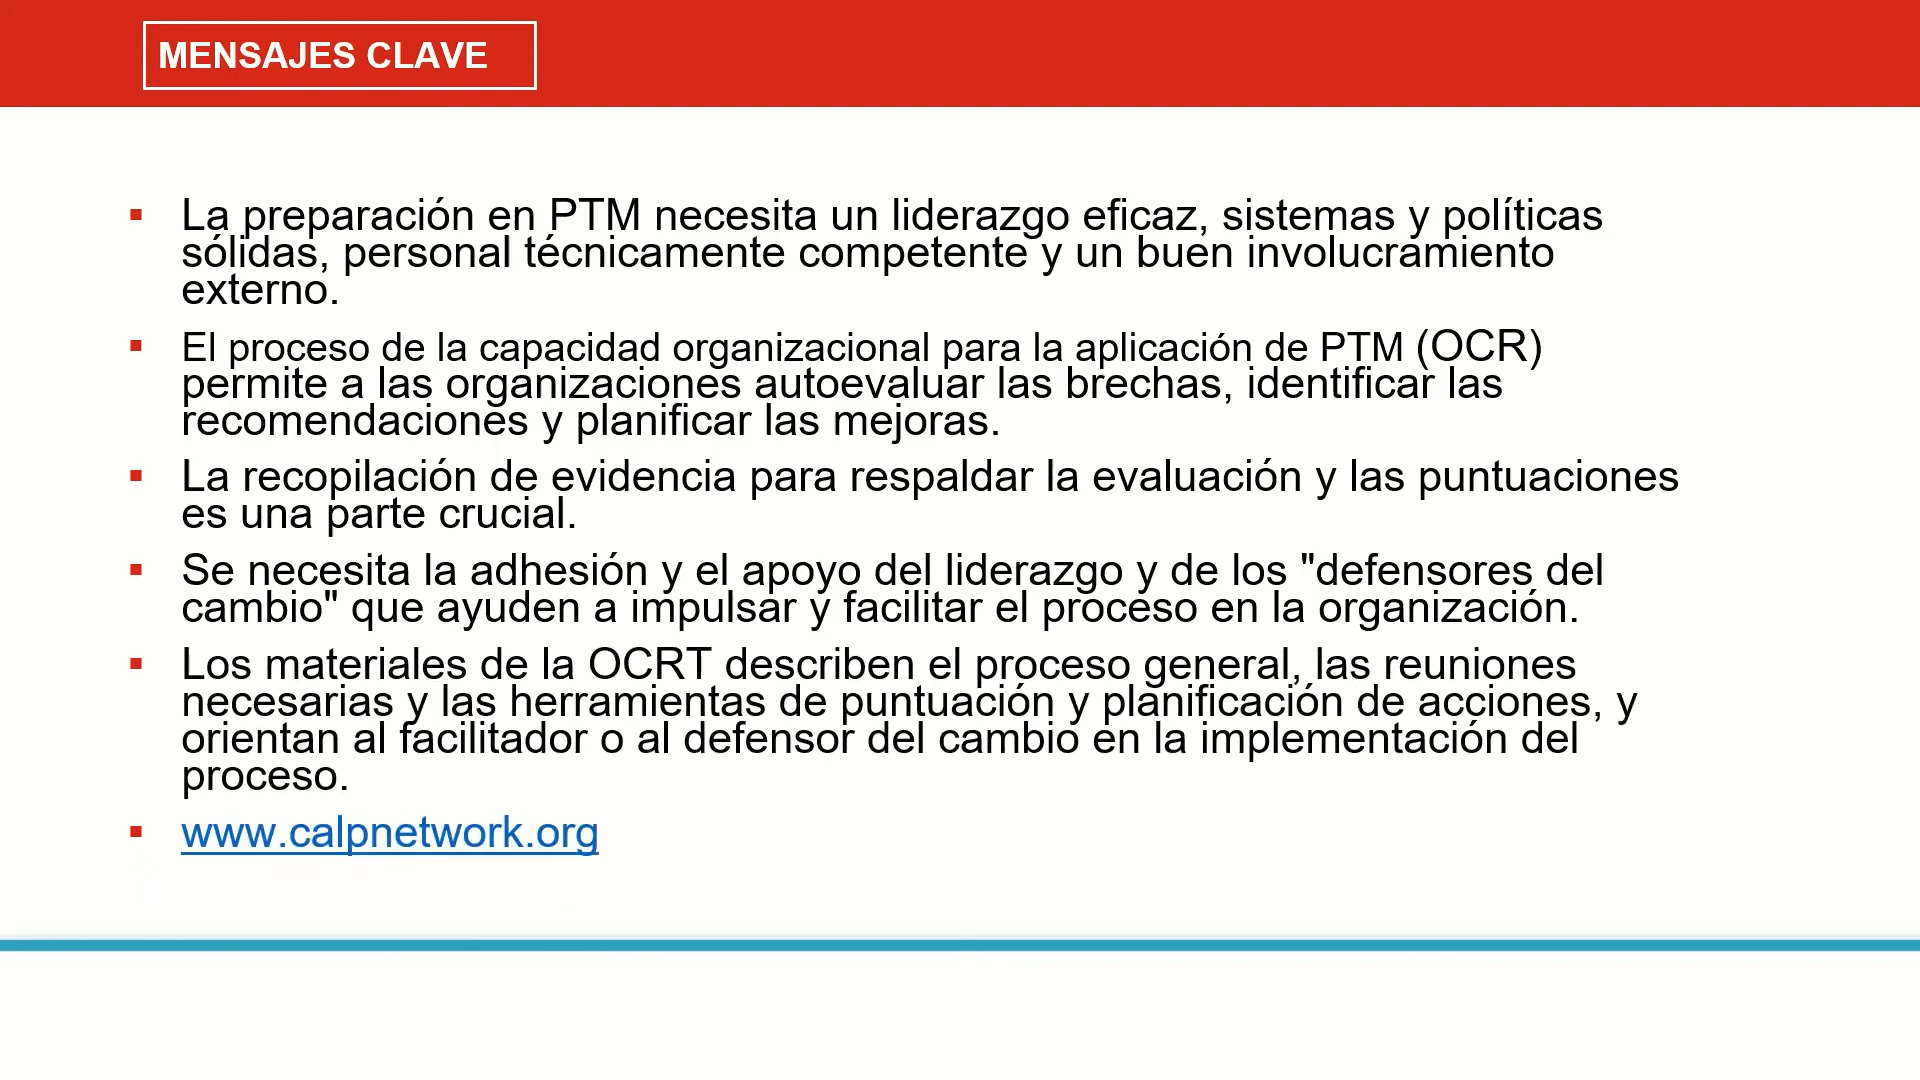 MENSAJES CLAVE
▪ La preparación en PTM necesita un liderazgo eficaz, sistemas y políticas
sólidas, personal técnicamente competente y un buen involucramiento
externo.
▪ El proceso de la capacidad organizacional para la aplicación de PTM (OCR)
permite a las organizaciones autoevaluar las brechas, identificar las
recomendaciones y planificar las mejoras.
▪ La recopilación de evidencia para respaldar la evaluación y las puntuaciones
es una parte crucial.
▪ Se necesita la adhesión y el apoyo del liderazgo y de los "defensores del
cambio" que ayuden a impulsar y facilitar el proceso en la organización.
▪ Los materiales de la OCRT describen el proceso general, las reuniones
necesarias y las herramientas de puntuación y planificación de acciones, y
orientan al facilitador o al defensor del cambio en la implementación del
proceso.
▪ www.calpnetwork.org